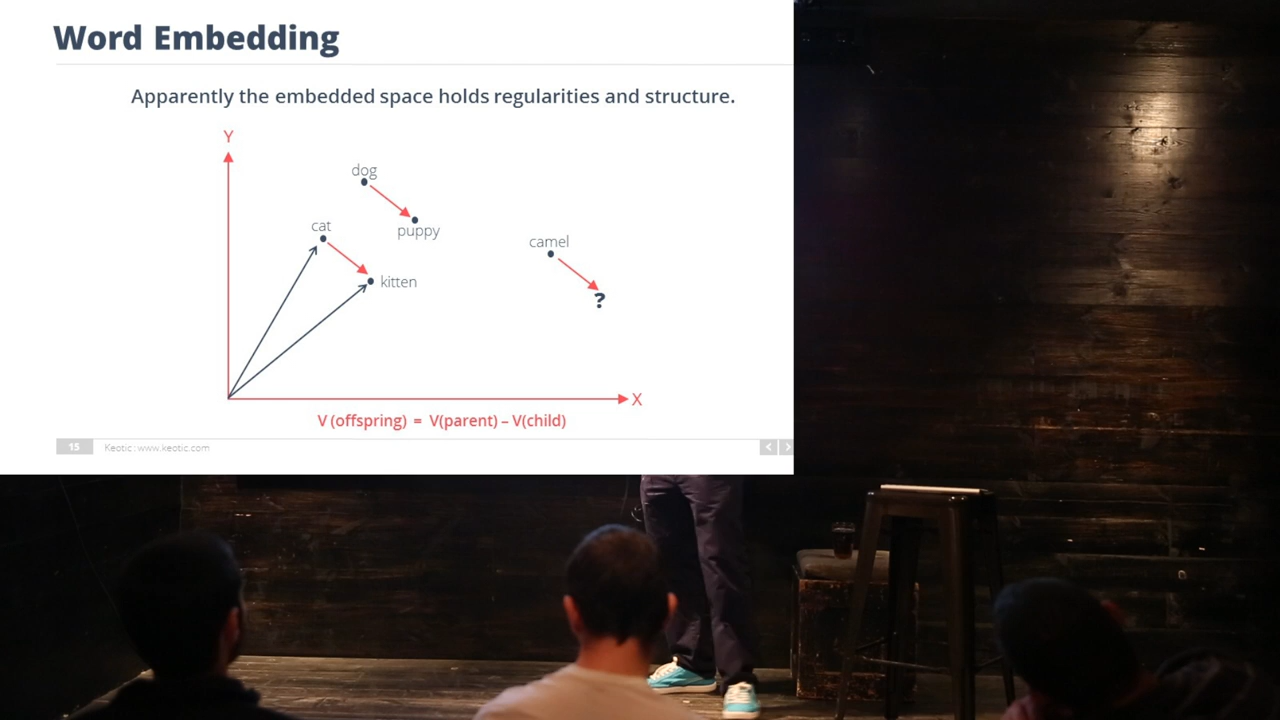 Word Embedding
Apparently the embedded space holds regularities and structure.
Y
dog
puppy
cat
kitten
camel
?
X
V (offspring) = V(parent) – V(child)
15 Keotic : www.keotic.com